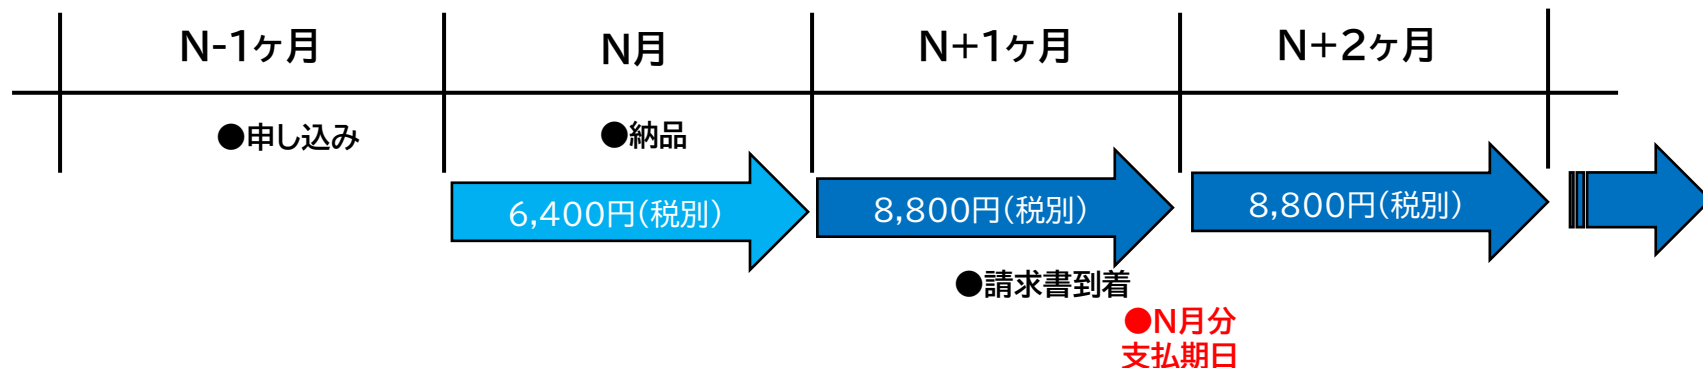 N-1ヶ月
N月
N+1ヶ月
N+2ヶ月
●申し込み
●納品
6,400円(税別)
8,800円(税別)
8,800円(税別)
●請求書到着
●N月分
支払期日